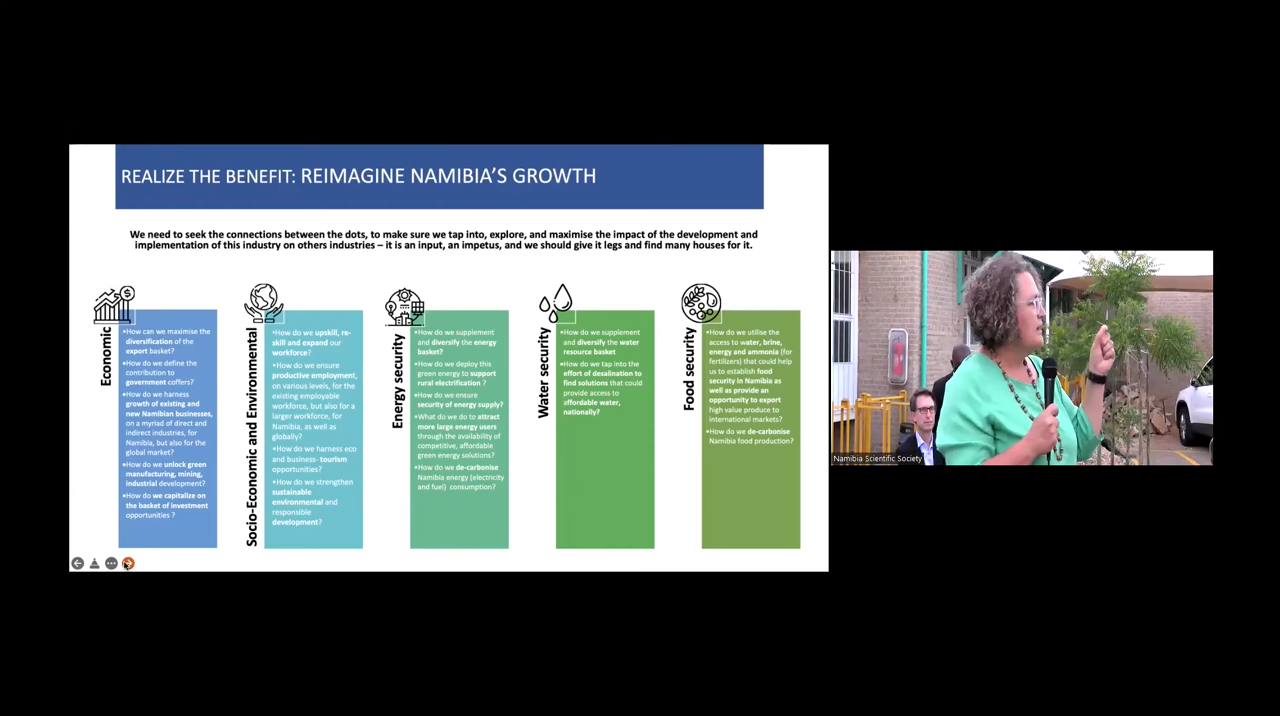 REALIZE THE BENEFIT: REIMAGINE NAMIBIA'S GROWTH
We need to seek the connections between the dots, to make sure we tap into, explore, and maximise the impact of the development and
implementation of this industry on others industries – it is an input, an impetus, and we should give it legs and find many houses for it.
Economic
•How can we maximise the
diversification of the
export basket?
•How do we define the
contribution to
government coffers?
•How do we harness
growth of existing and
new Namibian businesses,
on a myriad of direct and
indirect industries, for
Namibia, but also for the
global market?
•How do we unlock green
manufacturing, mining,
industrial development?
•How do we capitalize on
the basket of investment
opportunities ?
Socio-Economic and Environmental
•How do we upskill, re-
skill and expand our
workforce?
•How do we ensure
productive employment,
on various levels, for the
existing employable
workforce, but also for a
larger workforce, for
Namibia, as well as
globally?
•How do we harness eco
and business- tourism
opportunities?
•How do we strengthen
sustainable
environmental and
responsible
development?
Energy security
•How do we supplement
and diversify the energy
basket?
•How do we deploy this
green energy to support
rural electrification ?
•How do we ensure
security of energy supply?
•What do we do to attract
more large energy users
through the availability of
competitive, affordable
green energy solutions?
•How do we de-carbonise
Namibia energy (electricity
and fuel) consumption?
Water security
•How do we supplement
and diversify the water
resource basket
•How do we tap into the
effort of desalination to
find solutions that could
provide access to
affordable water,
nationally?
Food security
•How do we utilise the
access to water, brine,
energy and ammonia (for
fertilizers) that could help
us to establish food
security in Namibia as
well as provide an
opportunity to export
high value produce to
international markets?
•How do we de-carbonise
Namibia food production?
Namibia Scientific Society